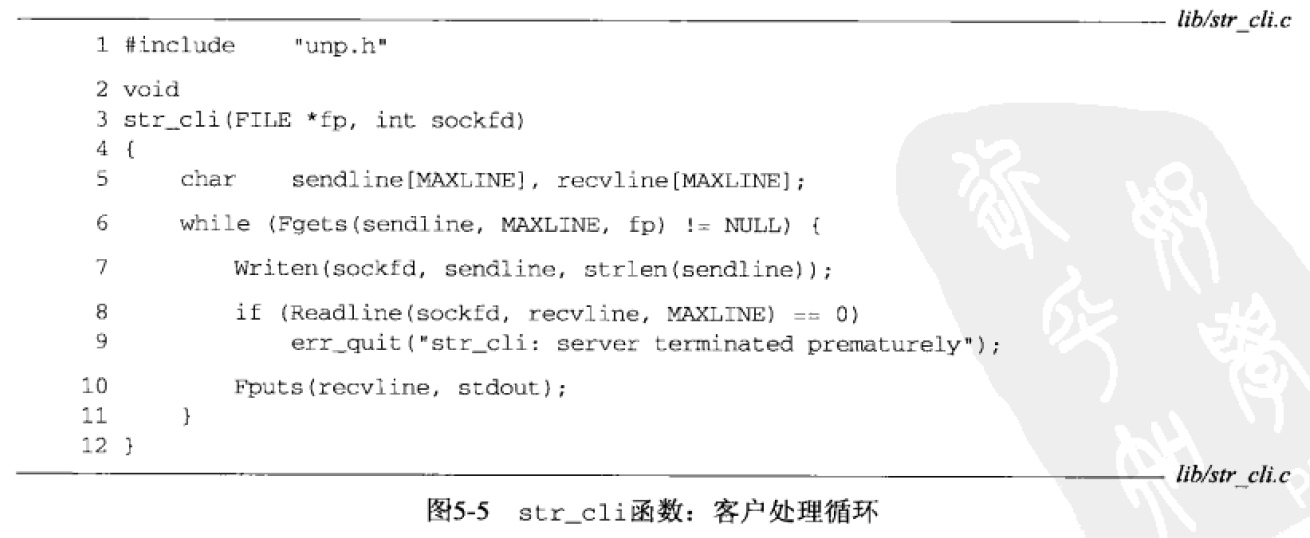 lib/str_cli.c
1 #include "unp.h"
2 void
3 str_cli(FILE *fp, int sockfd)
4 {
5 char sendline[MAXLINE], recvline[MAXLINE];
6 while (Fgets(sendline, MAXLINE, fp) != NULL) {
7 Writen(sockfd, sendline, strlen(sendline));
8 if (Readline(sockfd, recvline, MAXLINE) == 0)
9 err_quit("str_cli: server terminated prematurely");
10 Fputs(recvline, stdout);
11 }
12 }
lib/str_cli.c
图5-5 str_cli函数：客户处理循环